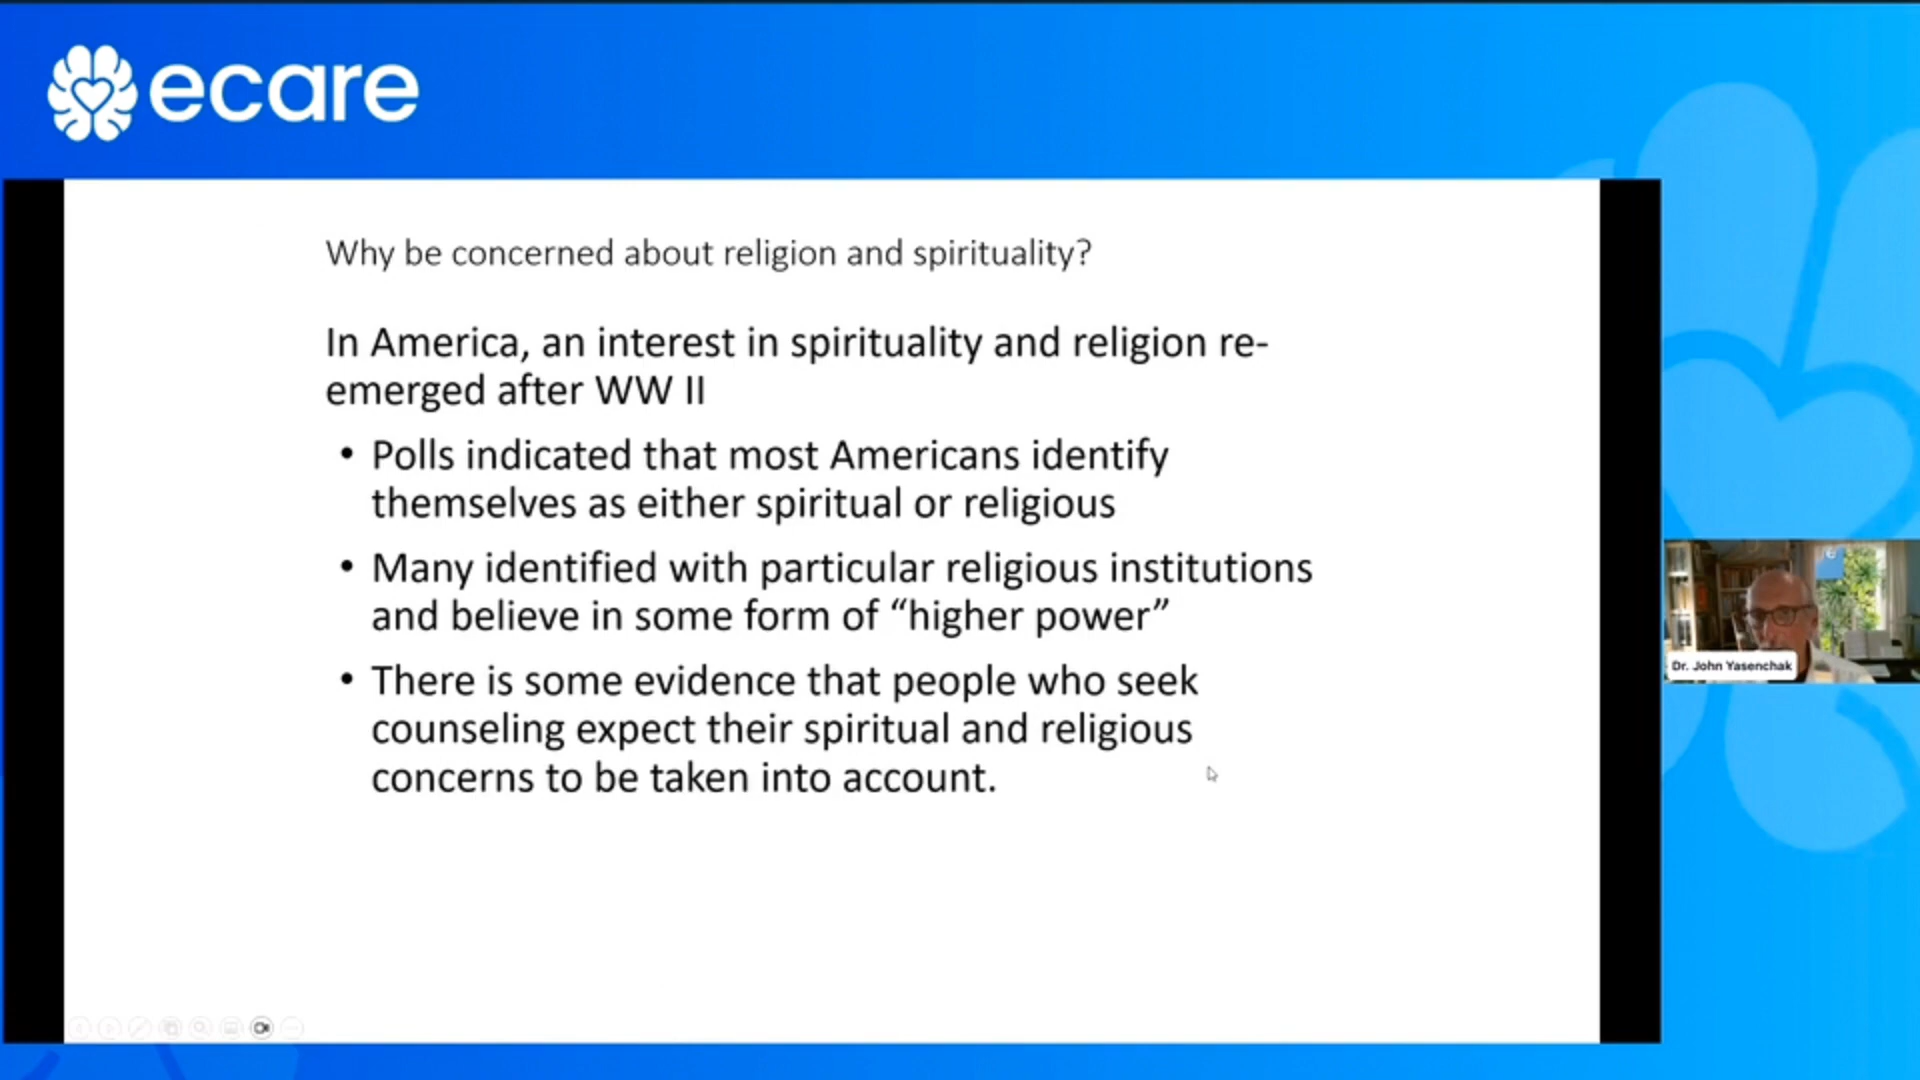 ecare
Why be concerned about religion and spirituality?
In America, an interest in spirituality and religion re-
emerged after WW II
• Polls indicated that most Americans identify
themselves as either spiritual or religious
• Many identified with particular religious institutions
and believe in some form of “higher power”
• There is some evidence that people who seek
counseling expect their spiritual and religious
concerns to be taken into account.
Dr. John Yasenchak